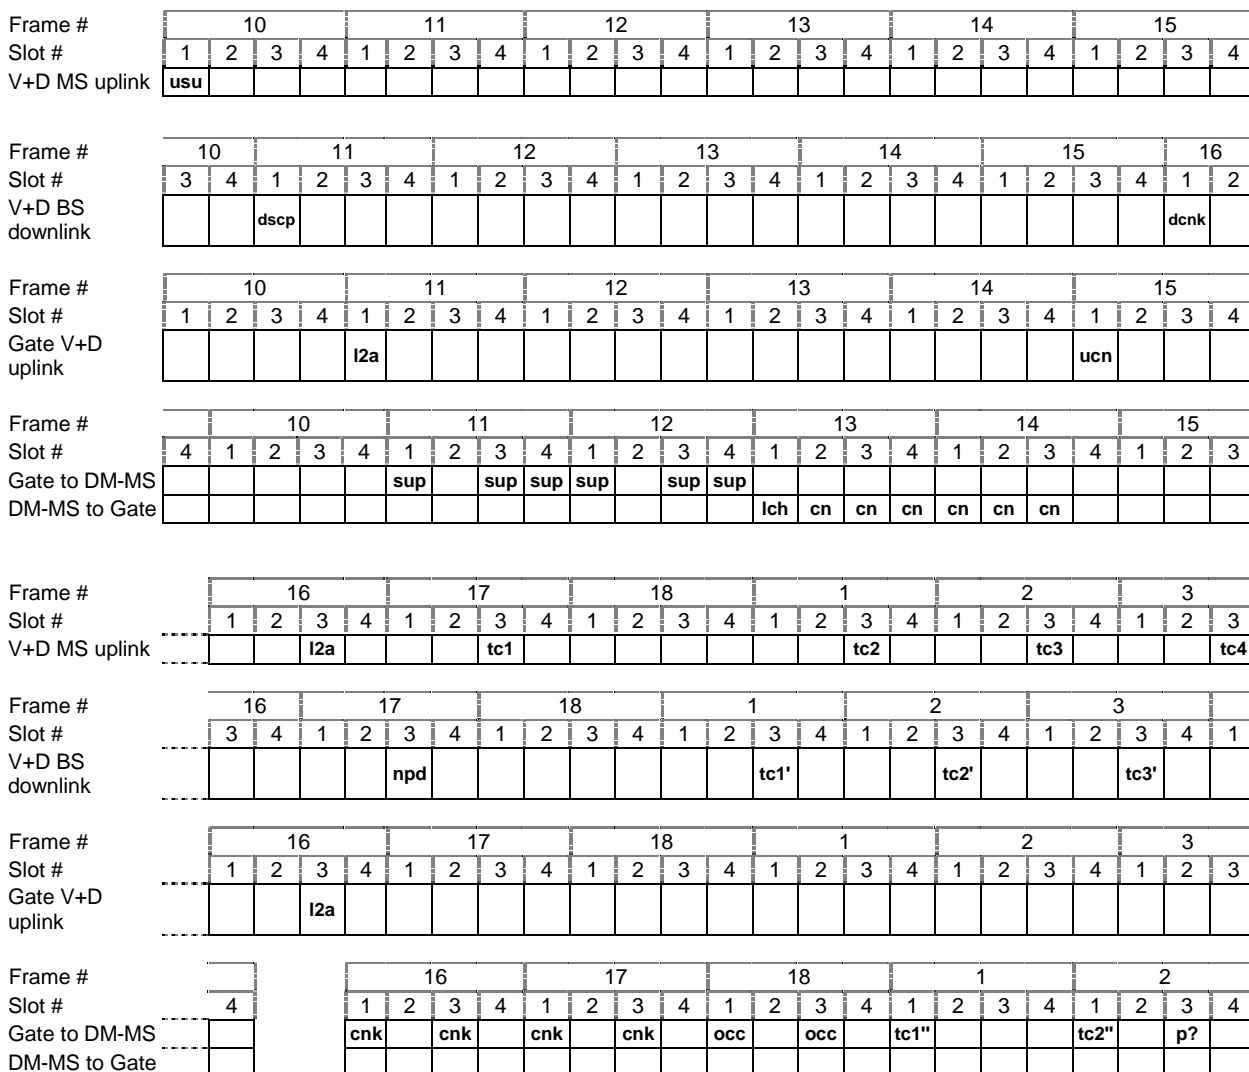 Frame # 10 11 12 13 14 15
Slot # 1 2 3 4 1 2 3 4 1 2 3 4 1 2 3 4 1 2 3 4 1 2 3 4
V+D MS uplink usu
Frame # 10 11 12 13 14 15 16
Slot # 3 4 1 2 3 4 1 2 3 4 1 2 3 4 1 2 3 4 1 2 3 4 1 2
V+D BS
downlink dscp dcnk
Frame # 10 11 12 13 14 15
Slot # 1 2 3 4 1 2 3 4 1 2 3 4 1 2 3 4 1 2 3 4 1 2 3 4
Gate V+D
uplink l2a ucn
Frame # 10 11 12 13 14 15
Slot # 4 1 2 3 4 1 2 3 4 1 2 3 4 1 2 3 4 1 2 3 4 1 2 3
Gate to DM-MS sup sup sup sup sup sup
DM-MS to Gate lch cn cn cn cn cn cn
Frame # 16 17 18 1 2 3
Slot # 1 2 3 4 1 2 3 4 1 2 3 4 1 2 3 4 1 2 3 4 1 2 3
V+D MS uplink l2a tc1 tc2 tc3 tc4
Frame # 16 17 18 1 2 3
Slot # 3 4 1 2 3 4 1 2 3 4 1 2 3 4 1 2 3 4 1 2 3 4 1
V+D BS
downlink npd tc1' tc2' tc3'
Frame # 16 17 18 1 2 3
Slot # 1 2 3 4 1 2 3 4 1 2 3 4 1 2 3 4 1 2 3 4 1 2 3
Gate V+D
uplink l2a
Frame # 16 17 18 1 2
Slot # 4 1 2 3 4 1 2 3 4 1 2 3 4 1 2 3 4 1 2 3 4
Gate to DM-MS cnk cnk cnk cnk occ occ tc1" tc2" p?
DM-MS to Gate